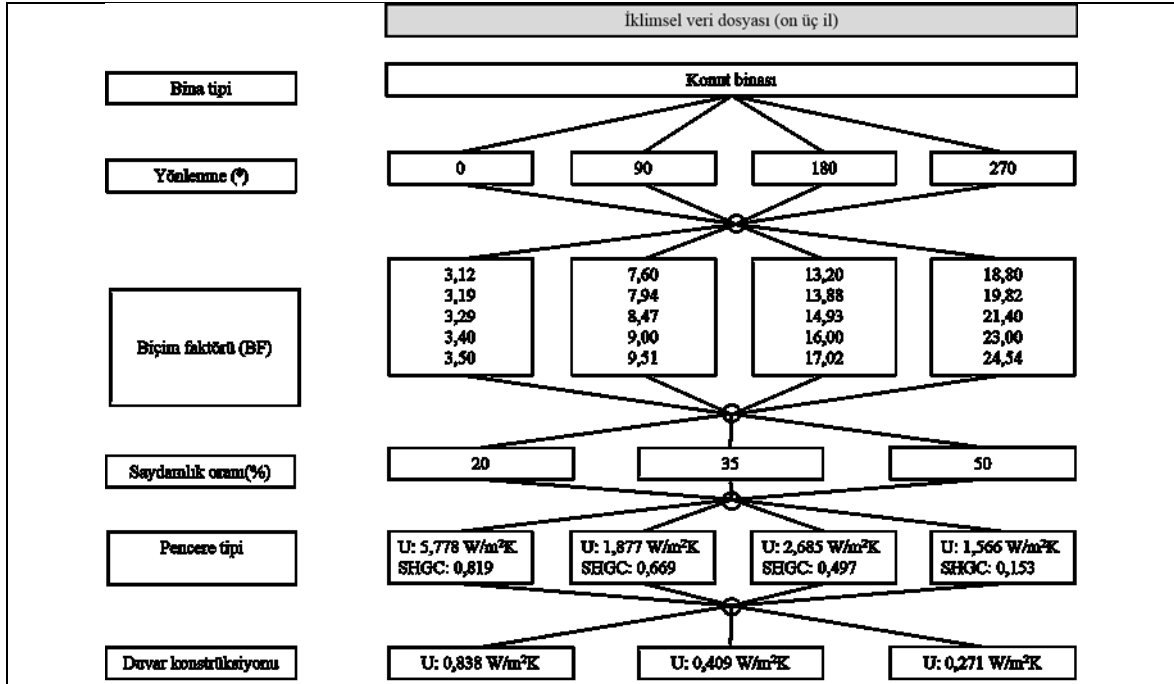 İklimsel veri dosyası (on üç il)
Bina tipi
Konut binası
Yönlenme (º)
0
90
180
270
Biçim faktörü (BF)
3,12
3,19
3,29
3,40
3,50
7,60
7,94
8,47
9,00
9,51
13,20
13,88
14,93
16,00
17,02
18,80
19,82
21,40
23,00
24,54
Saydamlık oranı(%)
20
35
50
Pencere tipi
U: 5,778 W/m²K
SHGC: 0,819
U: 1,877 W/m²K
SHGC: 0,669
U: 2,685 W/m²K
SHGC: 0,497
U: 1,566 W/m²K
SHGC: 0,153
Duvar konstrüksiyonu
U: 0,838 W/m²K
U: 0,409 W/m²K
U: 0,271 W/m²K